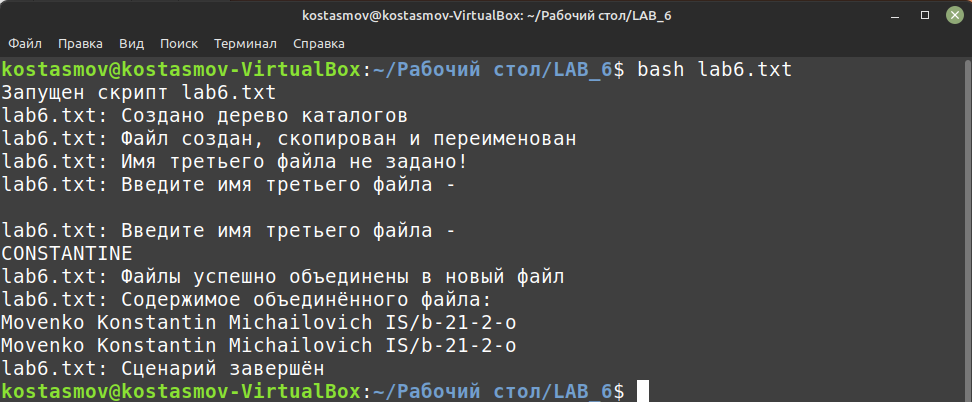 kostasmov@kostasmov-VirtualBox: ~/Рабочий стол/LAB_6
Файл Правка Вид Поиск Терминал Справка
kostasmov@kostasmov-VirtualBox:~/Рабочий стол/LAB_6$ bash lab6.txt
Запущен скрипт lab6.txt
lab6.txt: Создано дерево каталогов
lab6.txt: Файл создан, скопирован и переименован
lab6.txt: Имя третьего файла не задано!
lab6.txt: Введите имя третьего файла -
lab6.txt: Введите имя третьего файла -
CONSTANTINE
lab6.txt: Файлы успешно объединены в новый файл
lab6.txt: Содержимое объединённого файла:
Movenko Konstantin Michailovich IS/b-21-2-o
Movenko Konstantin Michailovich IS/b-21-2-o
lab6.txt: Сценарий завершён
kostasmov@kostasmov-VirtualBox:~/Рабочий стол/LAB_6$